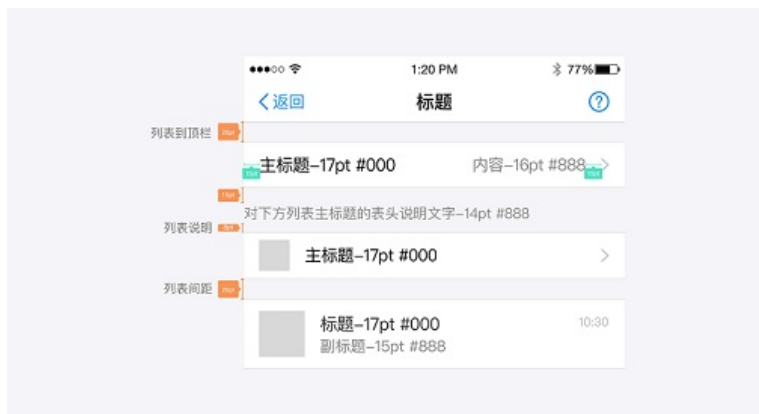 1:20 PM
77%
返回
标题
列表到顶栏
主标题-17pt #000
内容-16pt #888
对下方列表主标题的表头说明文字-14pt #888
列表说明
主标题-17pt #000
列表间距
标题-17pt #000
10:30
副标题-15pt #888